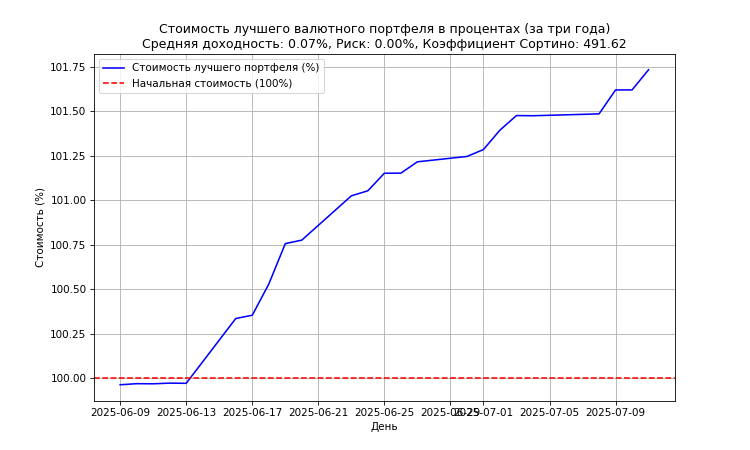 Стоимость лучшего валютного портфеля в процентах (за три года)
Средняя доходность: 0.07%, Риск: 0.00%, Коэффициент Сортино: 491.62
Стоимость лучшего портфеля (%)
Начальная стоимость (100%)
101.75
101.50
101.25
101.00
100.75
100.50
100.25
100.00
Стоимость (%)
2025-06-09 2025-06-13 2025-06-17 2025-06-21 2025-06-25 2025-06-29 2025-07-01 2025-07-05 2025-07-09
День